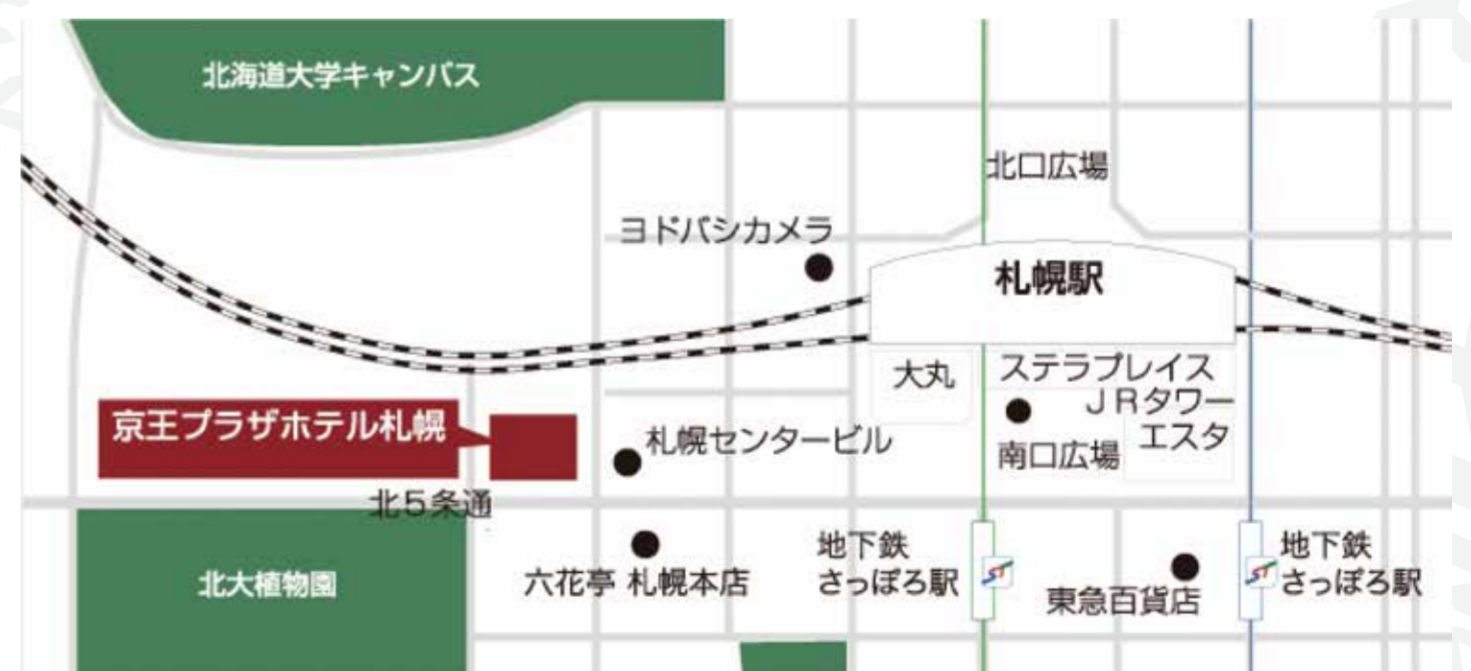 北海道大学キャンパス
北口広場
ヨドバシカメラ
札幌駅
大丸
ステラプレイス
JRタワー
エスタ
京王プラザホテル札幌
札幌センタービル
南口広場
北5条通
北大植物園
六花亭 札幌本店
地下鉄
さっぽろ駅
東急百貨店
地下鉄
さっぽろ駅